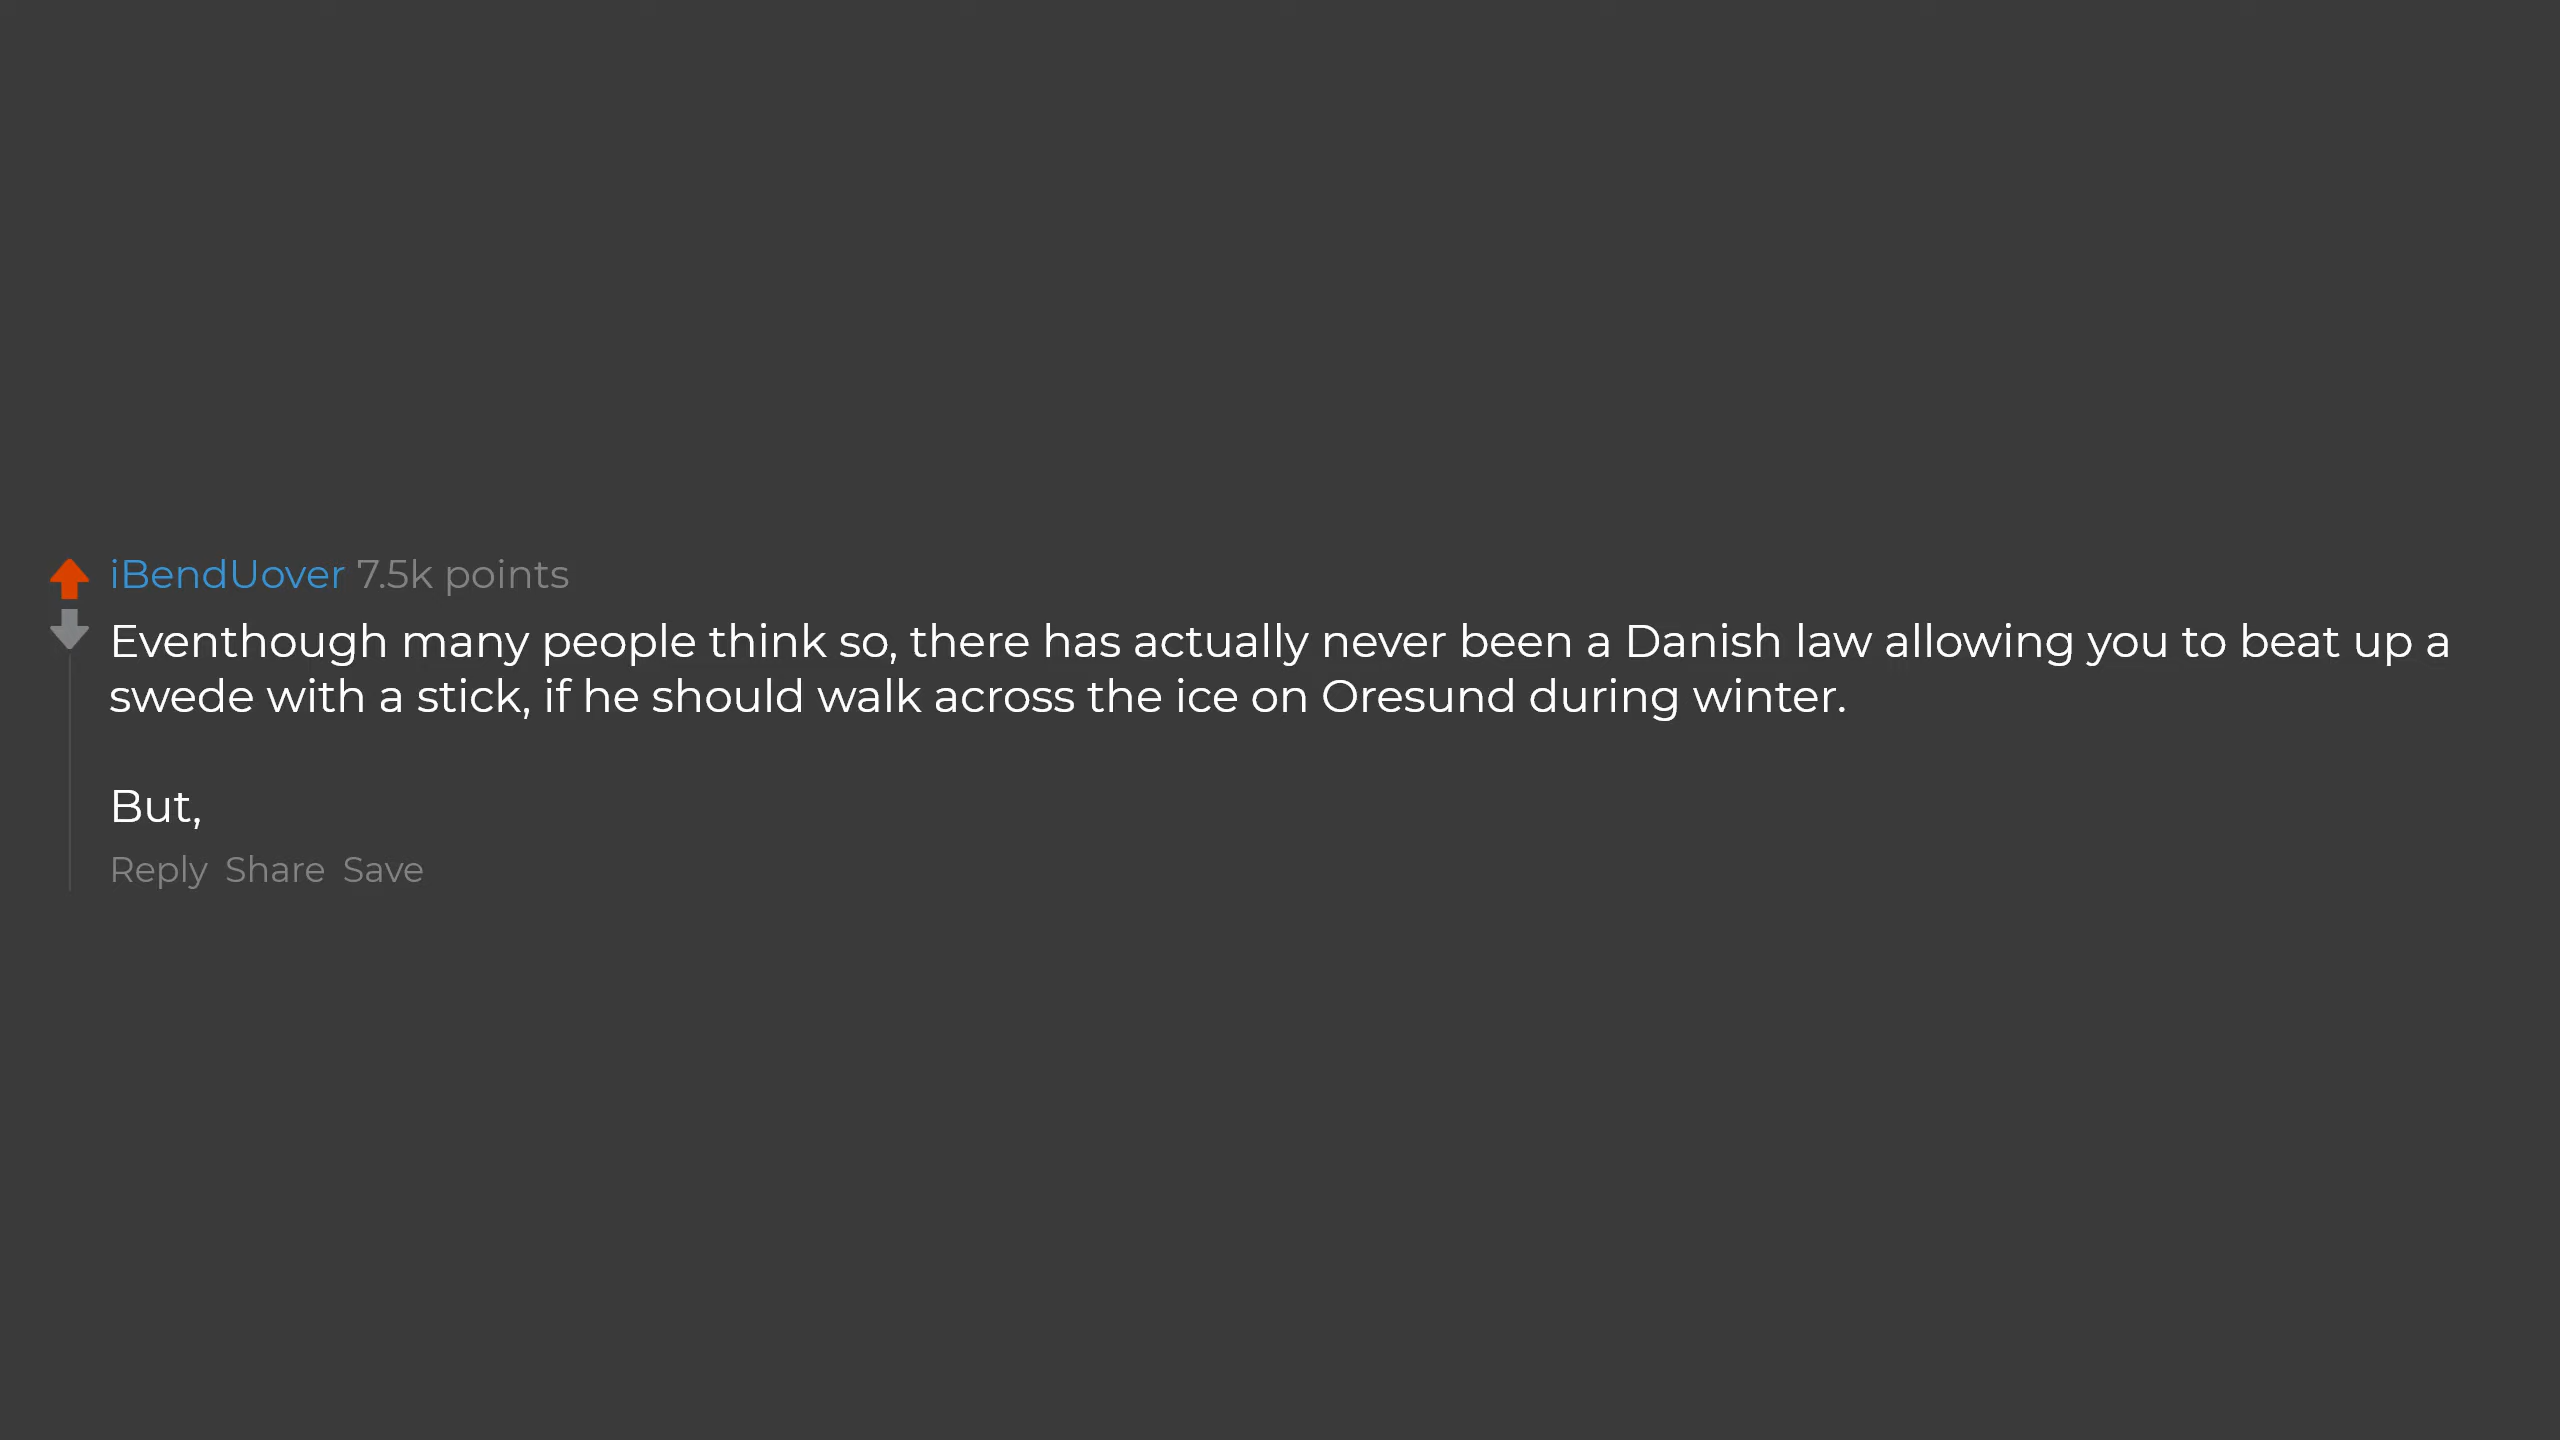 iBendUover 7.5k points
Eventhough many people think so, there has actually never been a Danish law allowing you to beat up a
swede with a stick, if he should walk across the ice on Oresund during winter.
But,
Reply Share Save